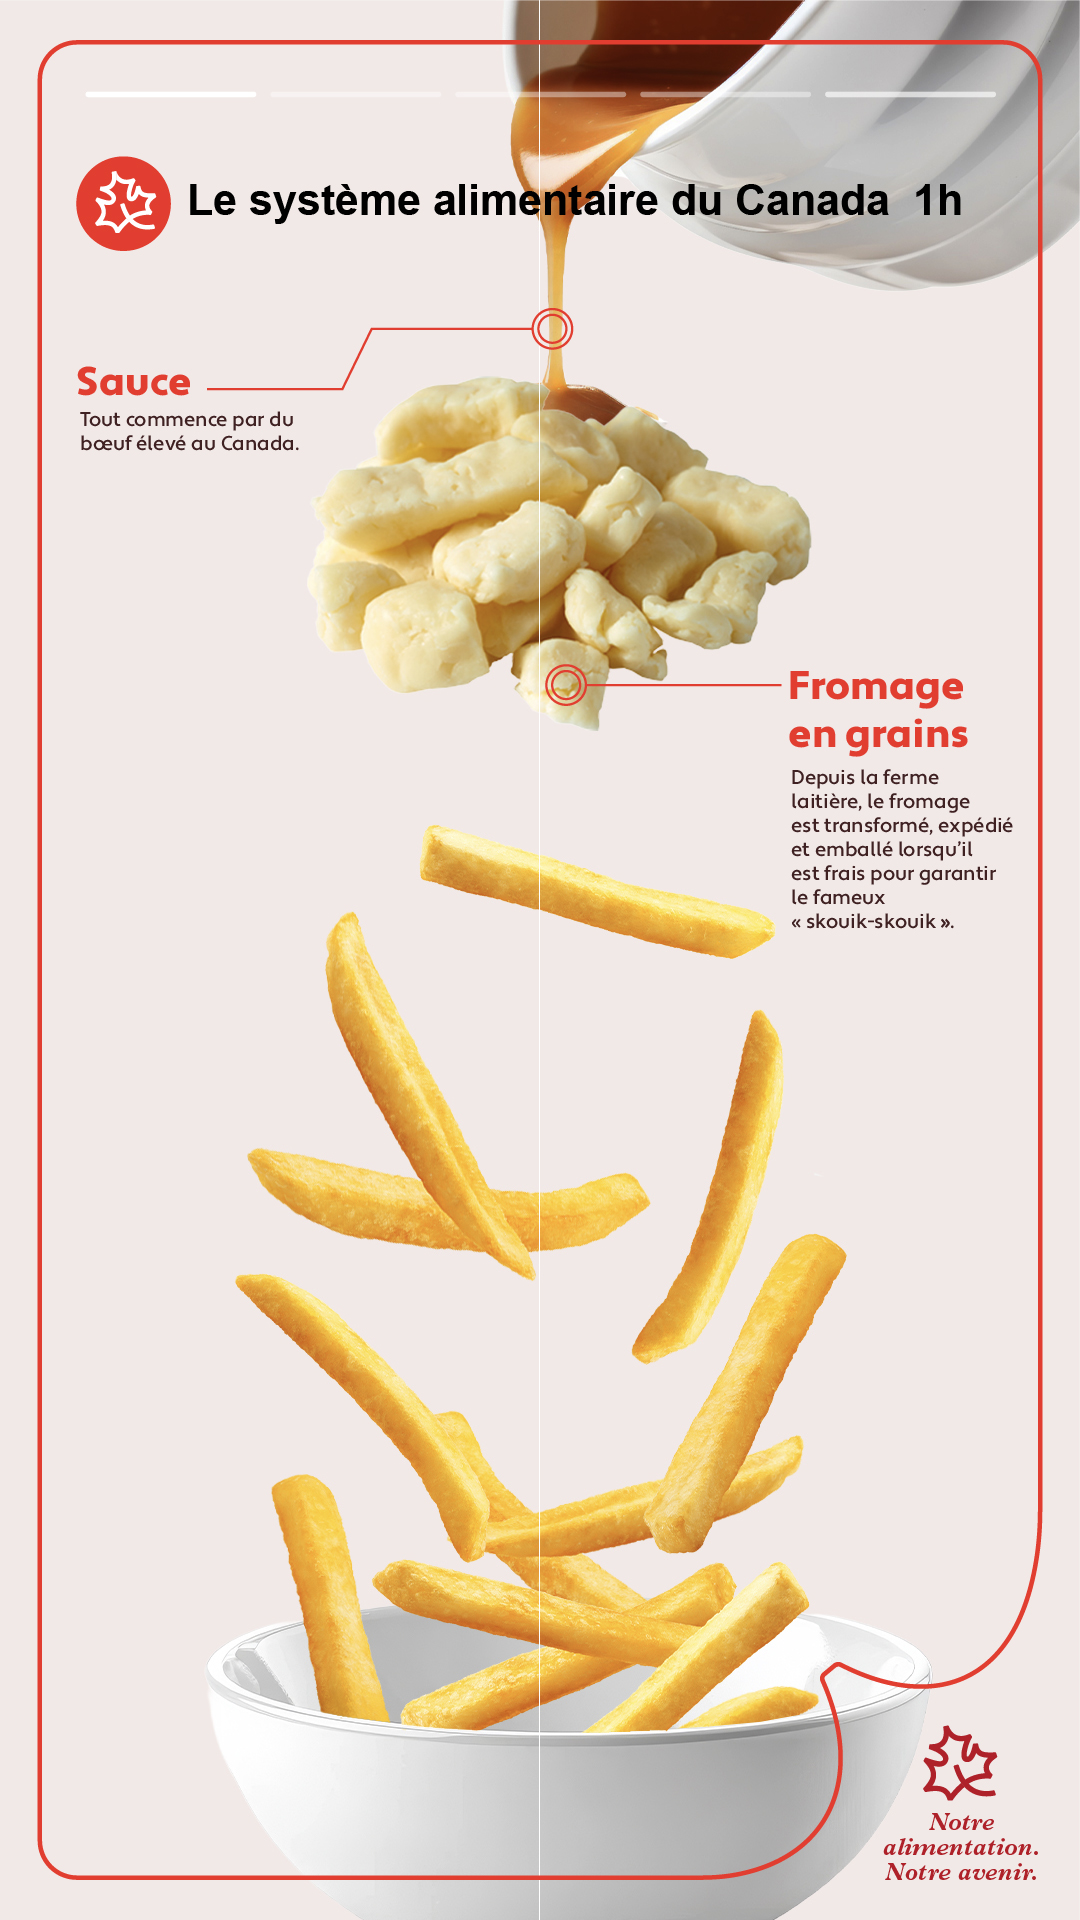 Le système alimentaire du Canada 1h
Sauce
Tout commence par du
bœuf élevé au Canada.
Fromage
en grains
Depuis la ferme
laitière, le fromage
est transformé, expédié
et emballé lorsqu’il
est frais pour garantir
le fameux
« skouik-skouik ».
Notre
alimentation.
Notre avenir.